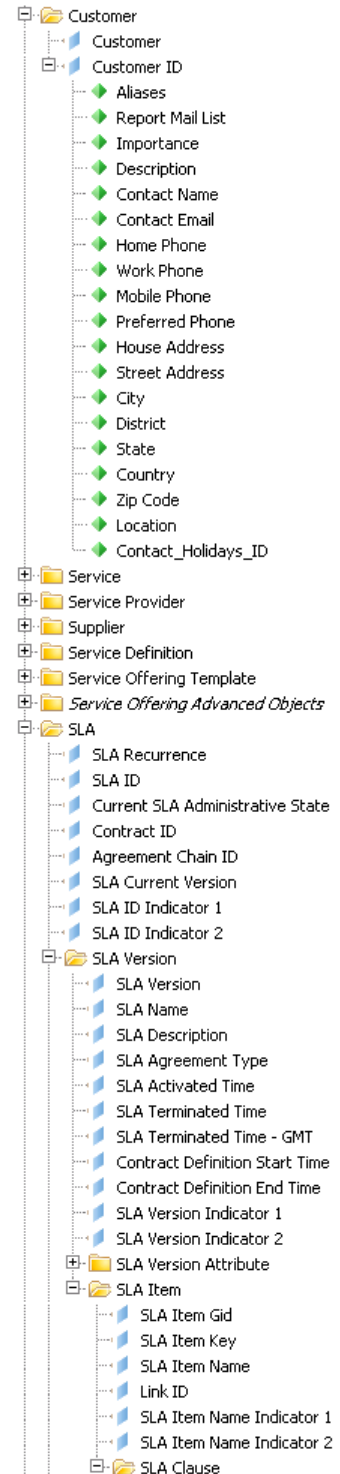 Customer
Customer
Customer ID
Aliases
Report Mail List
Importance
Description
Contact Name
Contact Email
Home Phone
Work Phone
Mobile Phone
Preferred Phone
House Address
Street Address
City
District
State
Country
Zip Code
Location
Contact_Holidays_ID
Service
Service Provider
Supplier
Service Definition
Service Offering Template
Service Offering Advanced Objects
SLA
SLA Recurrence
SLA ID
Current SLA Administrative State
Contract ID
Agreement Chain ID
SLA Current Version
SLA ID Indicator 1
SLA ID Indicator 2
SLA Version
SLA Version
SLA Name
SLA Description
SLA Agreement Type
SLA Activated Time
SLA Terminated Time
SLA Terminated Time - GMT
Contract Definition Start Time
Contract Definition End Time
SLA Version Indicator 1
SLA Version Indicator 2
SLA Version Attribute
SLA Item
SLA Item Gid
SLA Item Key
SLA Item Name
Link ID
SLA Item Name Indicator 1
SLA Item Name Indicator 2
SLA Clause